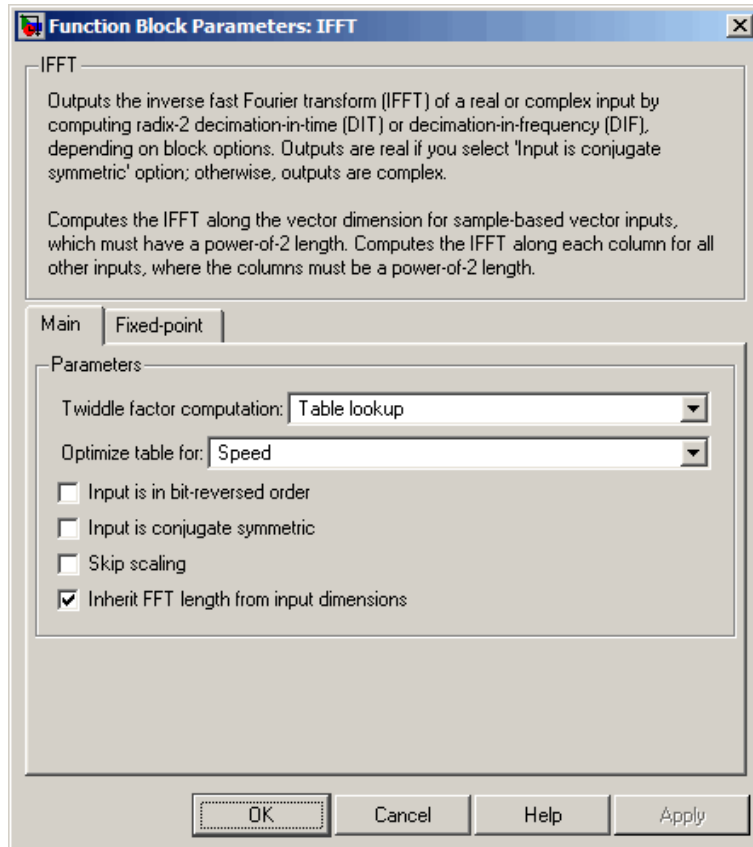 Function Block Parameters: IFFT
IFFT
Outputs the inverse fast Fourier transform (IFFT) of a real or complex input by
computing radix-2 decimation-in-time (DIT) or decimation-in-frequency (DIF),
depending on block options. Outputs are real if you select 'Input is conjugate
symmetric' option; otherwise, outputs are complex.
Computes the IFFT along the vector dimension for sample-based vector inputs,
which must have a power-of-2 length. Computes the IFFT along each column for all
other inputs, where the columns must be a power-of-2 length.
Main Fixed-point
Parameters
Twiddle factor computation: Table lookup
Optimize table for: Speed
Input is in bit-reversed order
Input is conjugate symmetric
Skip scaling
Inherit FFT length from input dimensions
OK Cancel Help Apply